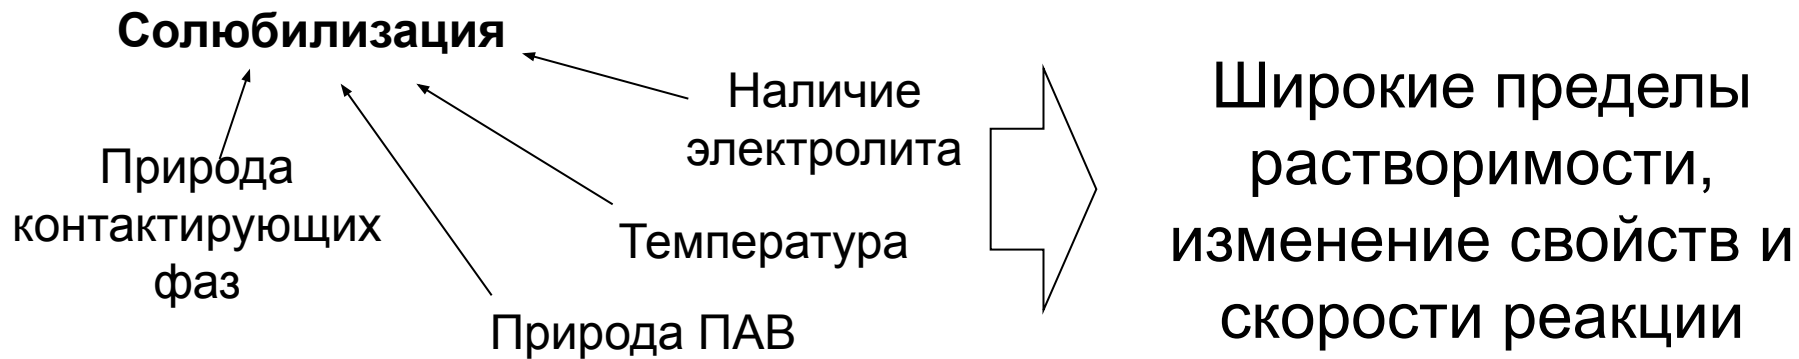 Солюбилизация
Природа
контактирующих
фаз
Природа ПАВ
Температура
Наличие
электролита
Широкие пределы
растворимости,
изменение свойств и
скорости реакции